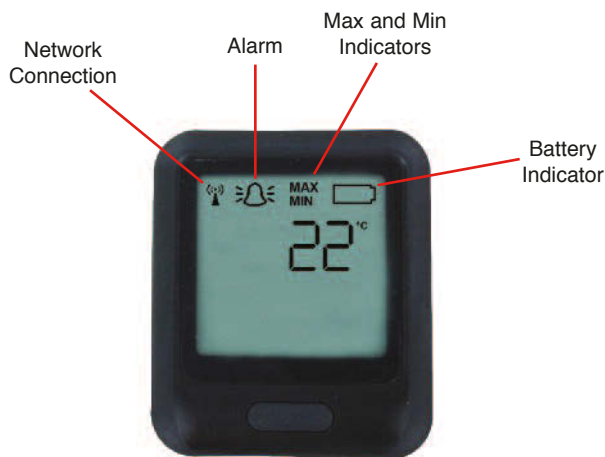 Max and Min
Indicators
Alarm
Network
Connection
Battery
Indicator
MAX
MIN
22°C